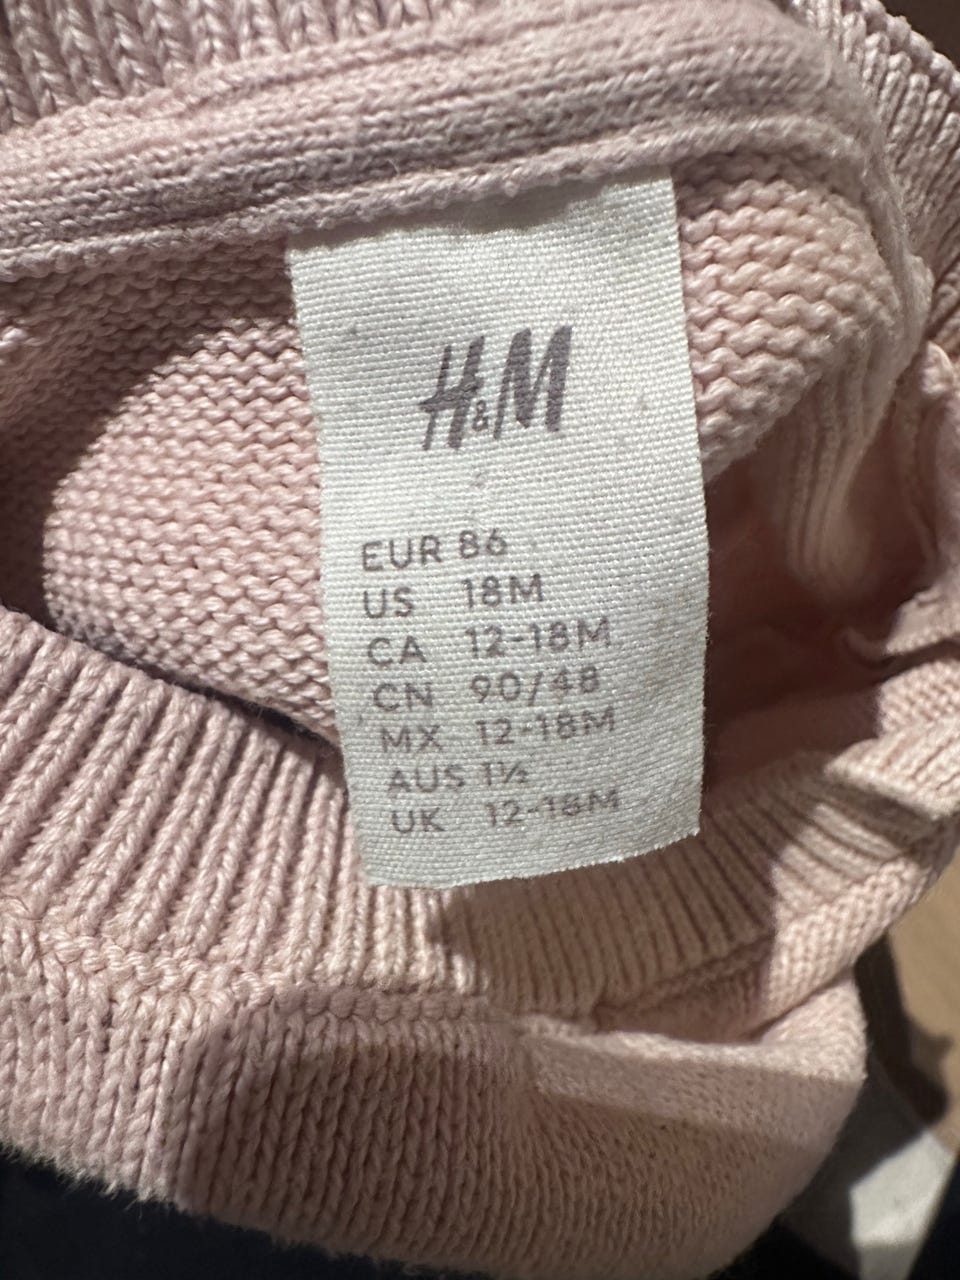 H&M
EUR 86
US 18M
CA 12-18M
CN 90/48
MX 12-18M
AUS 1½
UK 12-18M